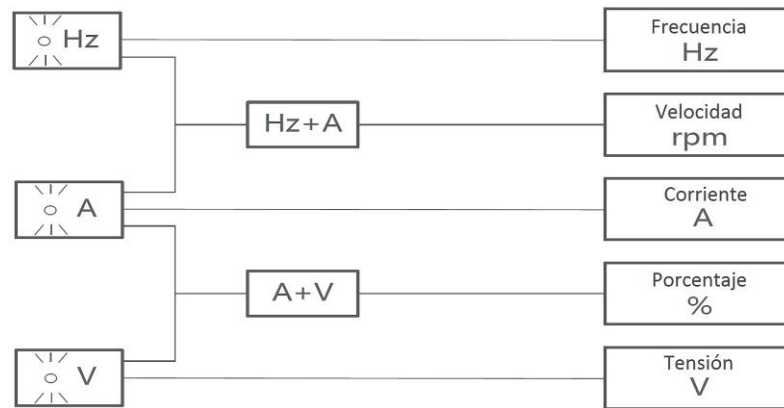 Hz
Frecuencia
Hz
Hz+A
Velocidad
rpm
A
Corriente
A
A+V
Porcentaje
%
V
Tensión
V